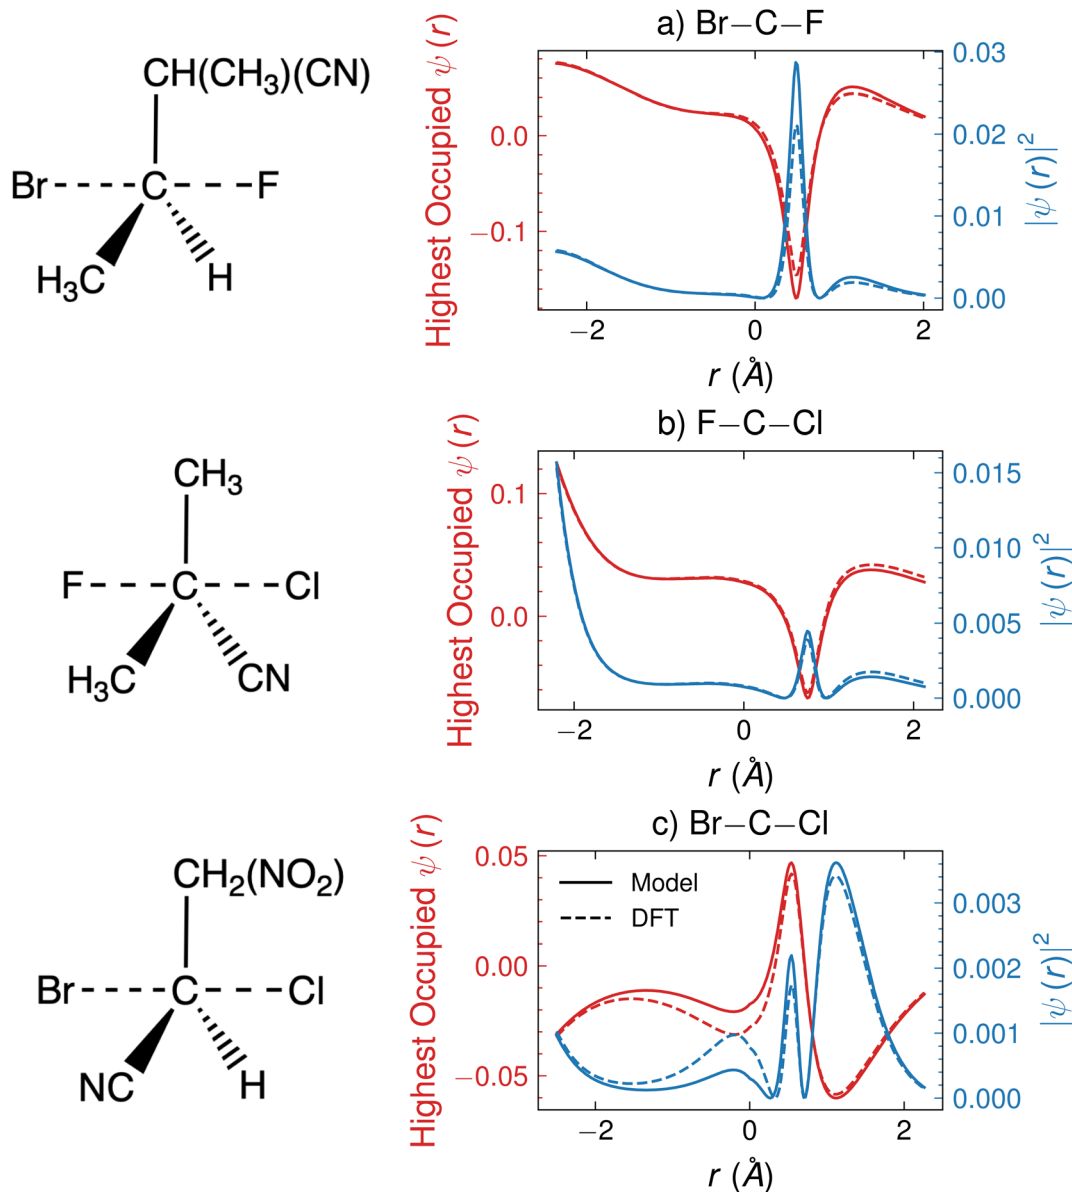 CH(CH₃)(CN)
Br C F
H₃C H
a) Br–C–F
Highest Occupied ψ (r)
0.0
−0.1
−2 0 2
r (Å)
0.03
0.02
0.01
0.00
|ψ (r)|²
CH₃
F C Cl
H₃C CN
b) F–C–Cl
Highest Occupied ψ (r)
0.1
0.0
−2 0 2
r (Å)
0.015
0.010
0.005
0.000
|ψ (r)|²
CH₂(NO₂)
Br C Cl
NC H
c) Br–C–Cl
Highest Occupied ψ (r)
0.05
0.00
−0.05
Model
DFT
−2 0 2
r (Å)
0.003
0.002
0.001
0.000
|ψ (r)|²